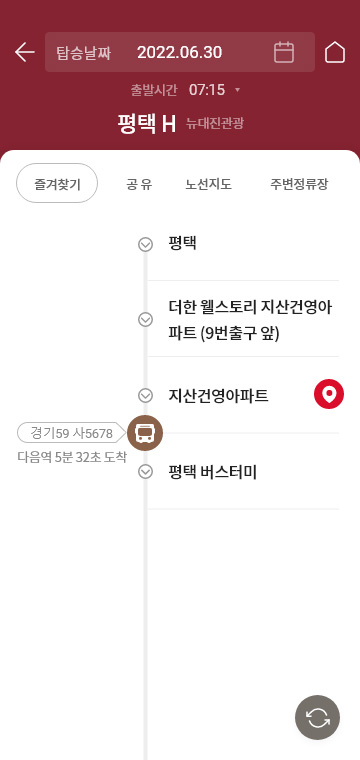 탑승날짜 2022.06.30
출발시간 07:15
평택 H 뉴대진관광
즐겨찾기 공 유 노선지도 주변정류장
평택
더한 웰스토리 지산건영아
파트 (9번출구 앞)
지산건영아파트
경기59 사5678
다음역 5분 32초 도착
평택 버스터미